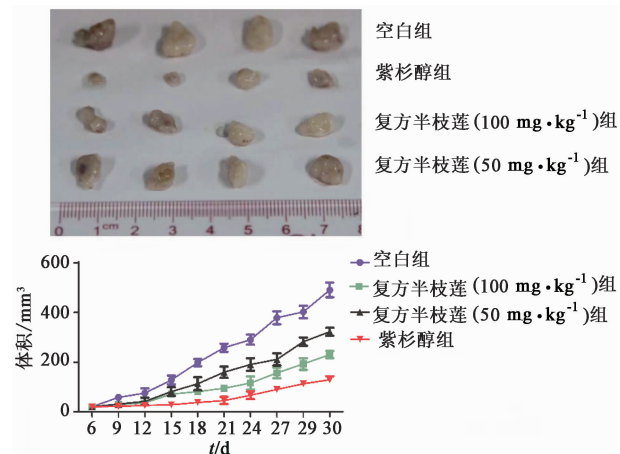 空白组
紫杉醇组
复方半枝莲(100 mg·kg⁻¹)组
复方半枝莲(50 mg·kg⁻¹)组
0 1cm 2 3 4 5 6 7 8
600
400
200
0
体积/mm³
6 9 12 15 18 21 24 27 29 30
t/d
空白组
复方半枝莲(100 mg·kg⁻¹)组
复方半枝莲(50 mg·kg⁻¹)组
紫杉醇组